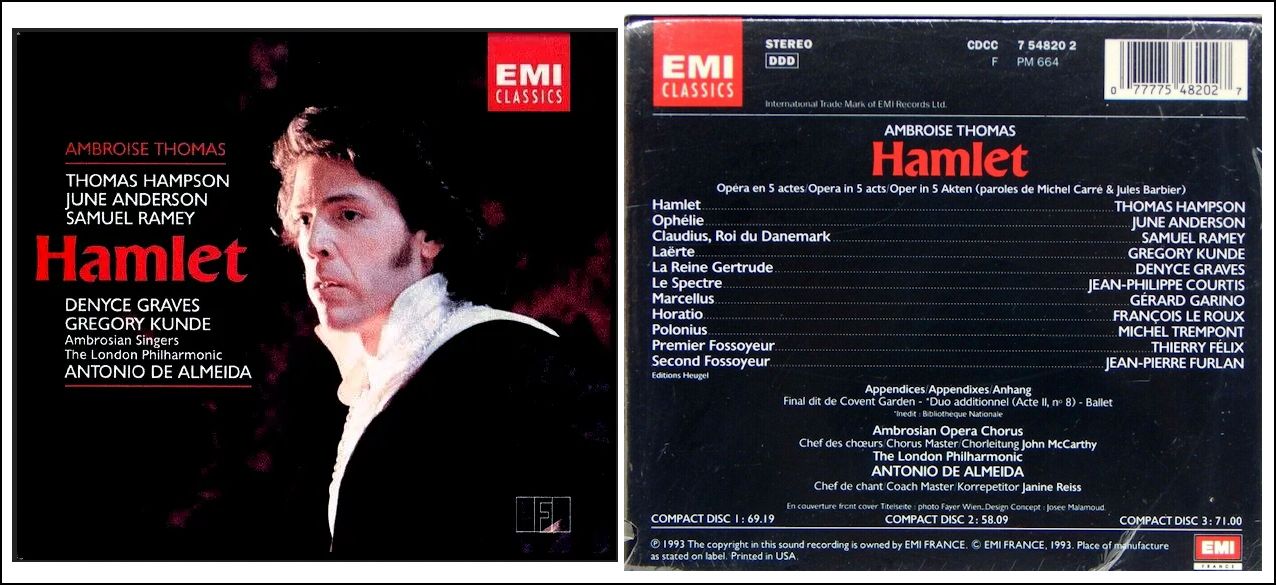 EMI
CLASSICS
AMBROISE THOMAS
THOMAS HAMPSON
JUNE ANDERSON
SAMUEL RAMEY
Hamlet
DENYCE GRAVES
GREGORY KUNDE
Ambrosian Singers
The London Philharmonic
ANTONIO DE ALMEIDA
EMI
CLASSICS
STEREO
DDD
CDCC 7 54820 2
F PM 664
0 77775 48202 7
International Trade Mark of EMI Records Ltd.
AMBROISE THOMAS
Hamlet
Opéra en 5 actes/Opera in 5 acts/Oper in 5 Akten (paroles de Michel Carré & Jules Barbier)
Hamlet THOMAS HAMPSON
Ophélie JUNE ANDERSON
Claudius, Roi du Danemark SAMUEL RAMEY
Laërte GREGORY KUNDE
La Reine Gertrude DENYCE GRAVES
Le Spectre JEAN-PHILIPPE COURTIS
Marcellus GÉRARD GARINO
Horatio FRANÇOIS LE ROUX
Polonius MICHEL TREMPONT
Premier Fossoyeur THIERRY FÉLIX
Second Fossoyeur JEAN-PIERRE FURLAN
Editions Heugel
Appendices/Appendixes/Anhang
Final dit de Covent Garden - *Duo additionnel (Acte II, nº 8) - Ballet
*Inedit : Bibliotheque Nationale
Ambrosian Opera Chorus
Chef des chœurs/Chorus Master/Chorleitung John McCarthy
The London Philharmonic
ANTONIO DE ALMEIDA
Chef de chant/Coach Master Korrepetitor Janine Reiss
En couverture front cover Titelseite : photo Fayer Wien_Design Concept : Josee Malamoud.
COMPACT DISC 1 : 69.19 COMPACT DISC 2 : 58.09 COMPACT DISC 3 : 71.00
℗ 1993 The copyright in this sound recording is owned by EMI FRANCE. © EMI FRANCE, 1993. Place of manufacture
as stated on label. Printed in USA.
EMI
FRANCE